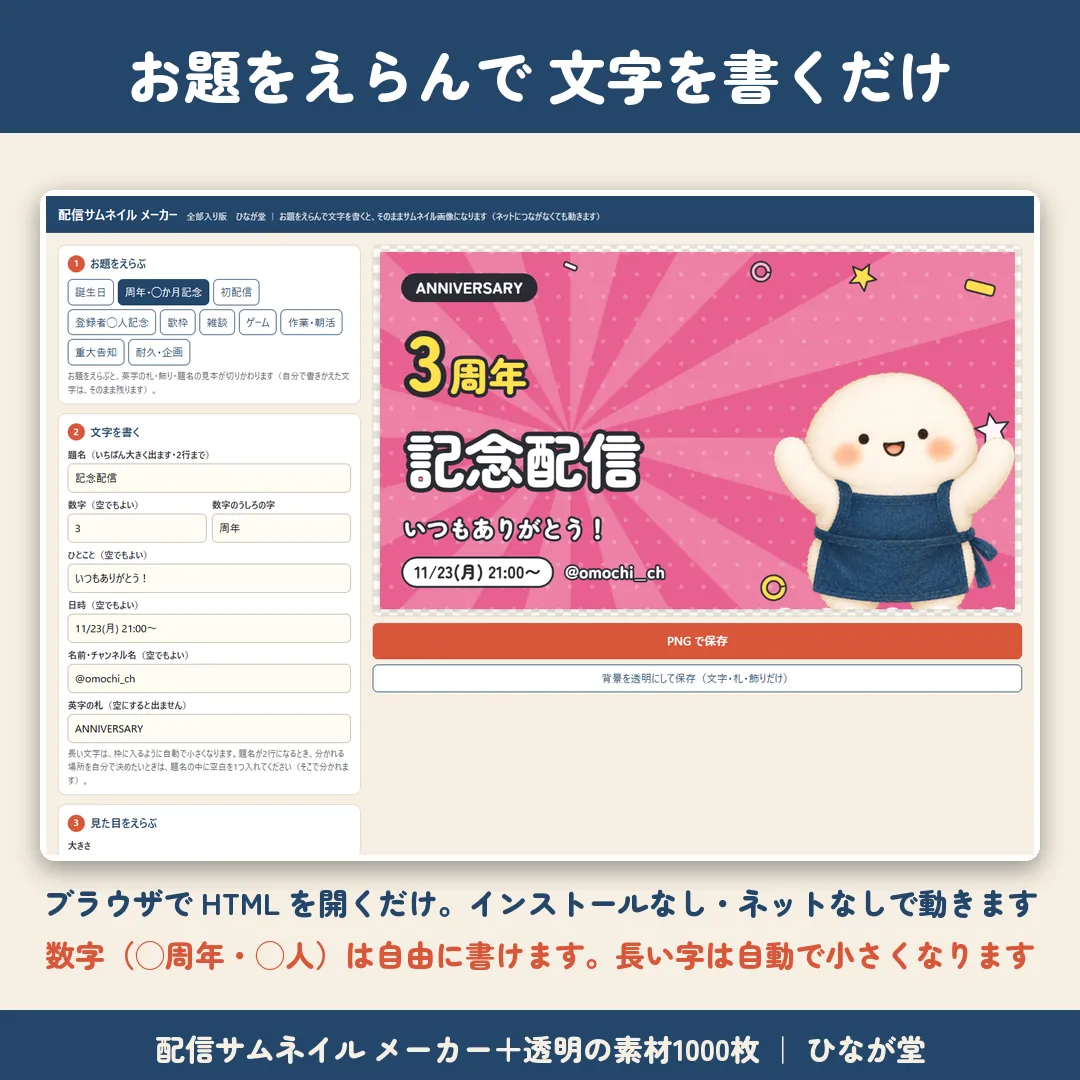 お題をえらんで 文字を書くだけ
配信サムネイル メーカー 全部入り版 ひなが堂 | お題をえらんで文字を書くと、そのままサムネイル画像になります（ネットにつながなくても動きます）
1 お題をえらぶ
誕生日 周年・◯か月記念 初配信
登録者◯人記念 歌枠 雑談 ゲーム 作業・朝活
重大告知 耐久・企画
お題をえらぶと、英字の札・飾り・題名の見本が切りかわります（自分で書きかえた文
字は、そのまま残ります）。
2 文字を書く
題名（いちばん大きく出ます・2行まで）
記念配信
数字（空でもよい） 数字のうしろの字
3 周年
ひとこと（空でもよい）
いつもありがとう！
日時（空でもよい）
11/23(月) 21:00〜
名前・チャンネル名（空でもよい）
@omochi_ch
英字の札（空にすると出ません）
ANNIVERSARY
長い文字は、枠に入るように自動で小さくなります。題名が2行になるとき、分かれる
場所を自分で決めたいときは、題名の中に空白を1つ入れてください（そこで分かれま
す）。
3 見た目をえらぶ
大きさ
ANNIVERSARY
3周年
記念配信
いつもありがとう！
11/23(月) 21:00〜 @omochi_ch
PNG で保存
背景を透明にして保存（文字・札・飾りだけ）
ブラウザで HTML を開くだけ。インストールなし・ネットなしで動きます
数字（◯周年・◯人）は自由に書けます。長い字は自動で小さくなります
配信サムネイル メーカー＋透明の素材1000枚 ｜ ひなが堂